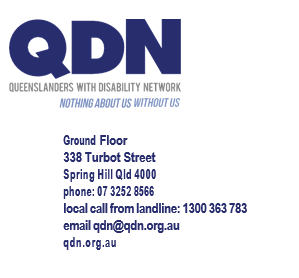 QDN
QUEENSLANDERS WITH DISABILITY NETWORK
NOTHING ABOUT US WITHOUT US
Ground Floor
338 Turbot Street
Spring Hill Qld 4000
phone: 07 3252 8566
local call from landline: 1300 363 783
email qdn@qdn.org.au
qdn.org.au